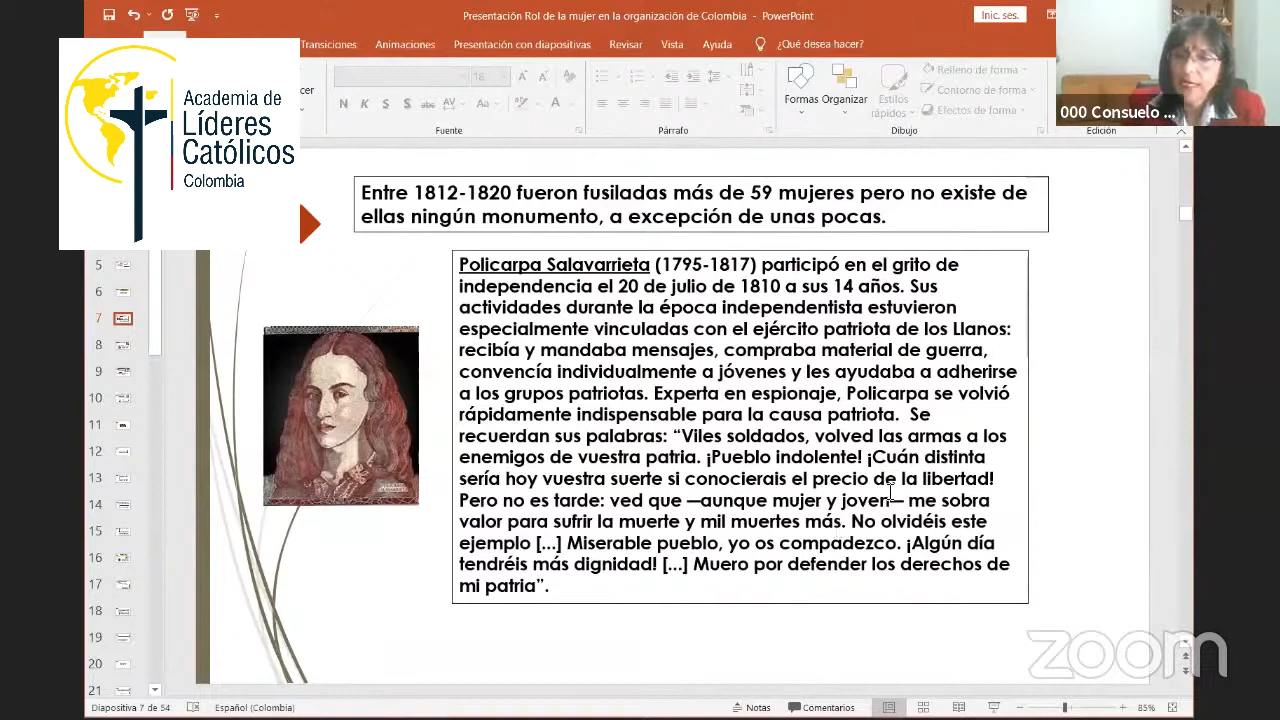 Presentación Rol de la mujer en la organización de Colombia - PowerPoint
Inic. ses.
Transiciones
Animaciones
Presentación con diapositivas
Revisar
Vista
Ayuda
¿Qué desea hacer?
18
Formas
Organizar
Estilos
rápidos
Relleno de forma
Contorno de forma
Efectos de forma
Fuente
Párrafo
Dibujo
Edición
000 Consuelo ...
Academia de
Líderes
Católicos
Colombia
Entre 1812-1820 fueron fusiladas más de 59 mujeres pero no existe de
ellas ningún monumento, a excepción de unas pocas.
Policarpa Salavarrieta (1795-1817) participó en el grito de
independencia el 20 de julio de 1810 a sus 14 años. Sus
actividades durante la época independentista estuvieron
especialmente vinculadas con el ejército patriota de los Llanos:
recibía y mandaba mensajes, compraba material de guerra,
convencía individualmente a jóvenes y les ayudaba a adherirse
a los grupos patriotas. Experta en espionaje, Policarpa se volvió
rápidamente indispensable para la causa patriota. Se
recuerdan sus palabras: “Viles soldados, volved las armas a los
enemigos de vuestra patria. ¡Pueblo indolente! ¡Cuán distinta
sería hoy vuestra suerte si conocierais el precio de la libertad!
Pero no es tarde: ved que —aunque mujer y joven— me sobra
valor para sufrir la muerte y mil muertes más. No olvidéis este
ejemplo [...] Miserable pueblo, yo os compadezco. ¡Algún día
tendréis más dignidad! [...] Muero por defender los derechos de
mi patria”.
5
6
7
8
9
10
11
12
13
14
15
16
17
18
19
20
21
zoom
Diapositiva 7 de 54
Español (Colombia)
Notas
Comentarios
85%